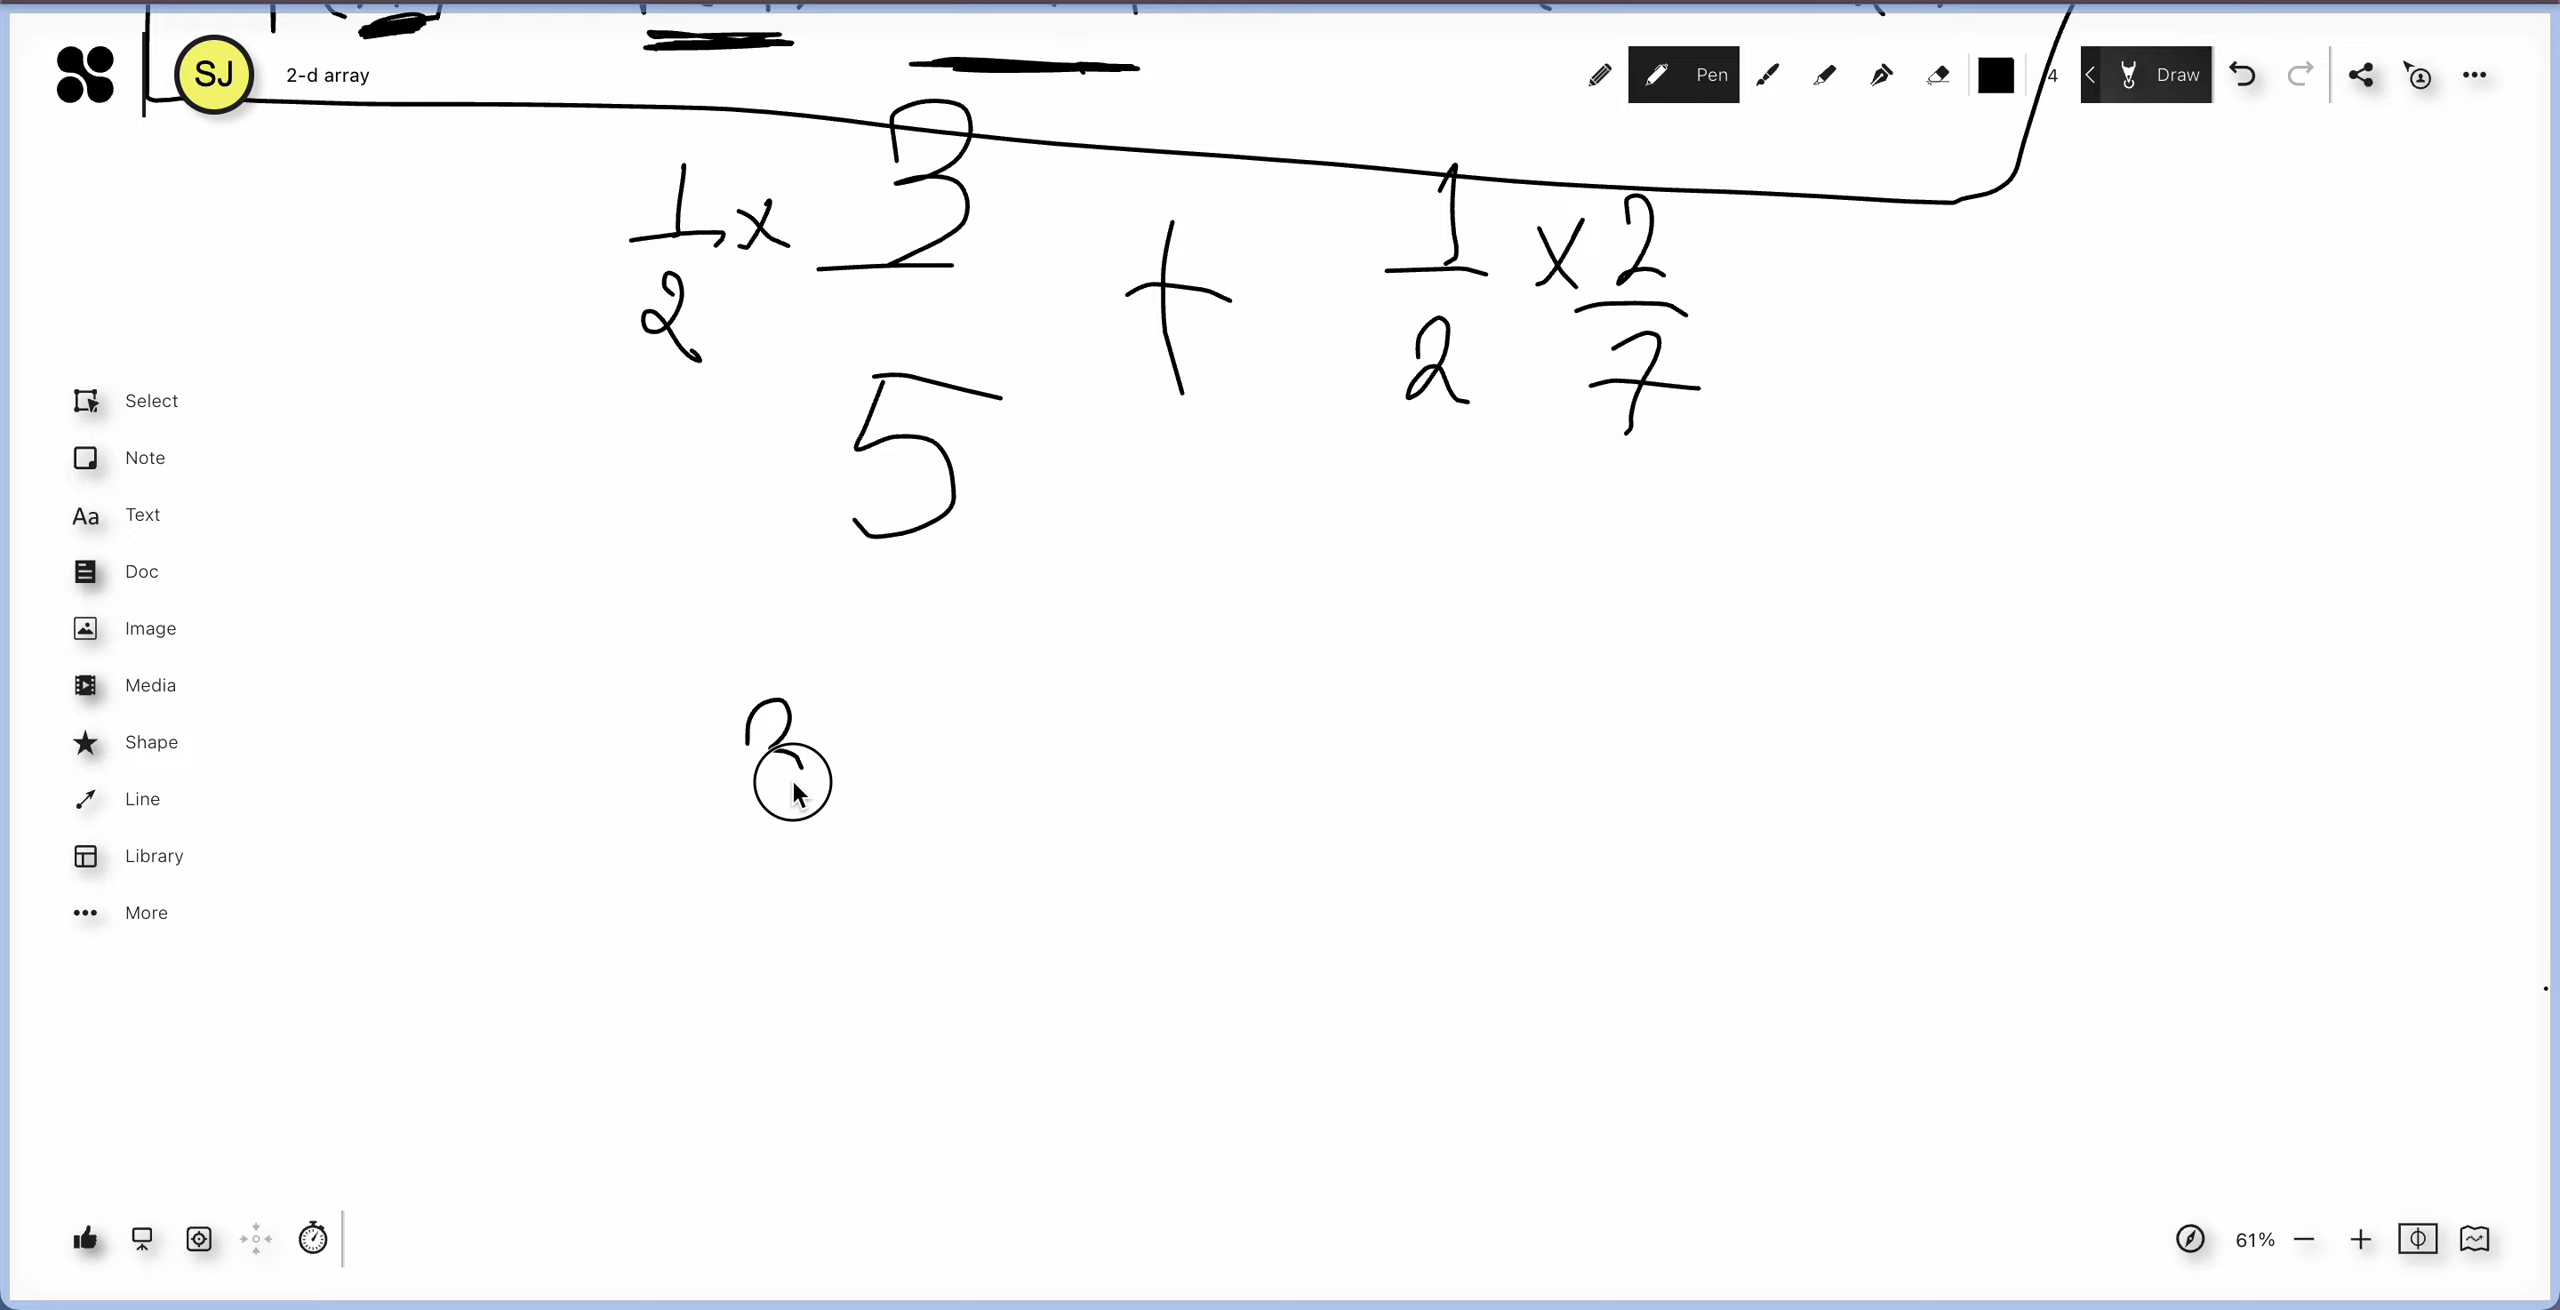 SJ 2-d array Pen 4 Draw
1/2 x 3/5 + 1/2 x 2/7
Select
Note
Aa Text
Doc
Image
Media
Shape
Line
Library
More
3
61%